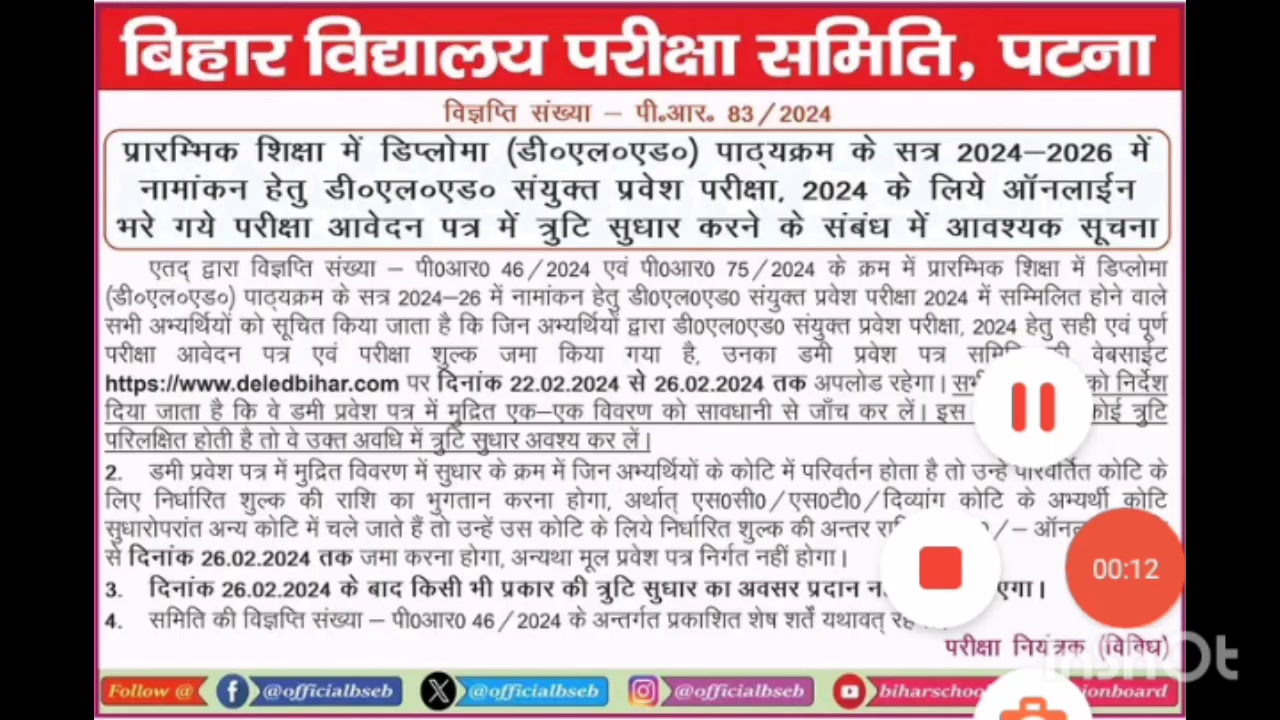 बिहार विद्यालय परीक्षा समिति, पटना
विज्ञप्ति संख्या – पी०आर० 83/2024
प्रारम्भिक शिक्षा में डिप्लोमा (डी०एल०एड०) पाठ्यक्रम के सत्र 2024–2026 में
नामांकन हेतु डी०एल०एड० संयुक्त प्रवेश परीक्षा, 2024 के लिये ऑनलाईन
भरे गये परीक्षा आवेदन पत्र में त्रुटि सुधार करने के संबंध में आवश्यक सूचना
एतद् द्वारा विज्ञप्ति संख्या – पी0आर0 46/2024 एवं पी0आर0 75/2024 के क्रम में प्रारम्भिक शिक्षा में डिप्लोमा
(डी०एल०एड०) पाठ्यक्रम के सत्र 2024–26 में नामांकन हेतु डी0एल0एड0 संयुक्त प्रवेश परीक्षा 2024 में सम्मिलित होने वाले
सभी अभ्यर्थियों को सूचित किया जाता है कि जिन अभ्यर्थियों द्वारा डी0एल0एड0 संयुक्त प्रवेश परीक्षा, 2024 हेतु सही एवं पूर्ण
परीक्षा आवेदन पत्र एवं परीक्षा शुल्क जमा किया गया है, उनका डमी प्रवेश पत्र समिति की वेबसाईट
https://www.deledbihar.com पर दिनांक 22.02.2024 से 26.02.2024 तक अपलोड रहेगा। को निर्देश
दिया जाता है कि वे डमी प्रवेश पत्र में मुद्रित एक–एक विवरण को सावधानी से जाँच कर लें। इस कोई त्रुटि
परिलक्षित होती है तो वे उक्त अवधि में त्रुटि सुधार अवश्य कर लें।
2. डमी प्रवेश पत्र में मुद्रित विवरण में सुधार के क्रम में जिन अभ्यर्थियों के कोटि में परिवर्तन होता है तो उन्हें परिवर्तित कोटि के
लिए निर्धारित शुल्क की राशि का भुगतान करना होगा, अर्थात् एस0सी0/एस0टी0/दिव्यांग कोटि के अभ्यर्थी कोटि
सुधारोपरांत अन्य कोटि में चले जाते हैं तो उन्हें उस कोटि के लिये निर्धारित शुल्क की अन्तर /–
से दिनांक 26.02.2024 तक जमा करना होगा, अन्यथा मूल प्रवेश पत्र निर्गत नहीं होगा।
3. दिनांक 26.02.2024 के बाद किसी भी प्रकार की त्रुटि सुधार का अवसर प्रदान
4. समिति की विज्ञप्ति संख्या – पी0आर0 46/2024 के अन्तर्गत प्रकाशित शेष शर्तें यथावत्
परीक्षा नियंत्रक (विविध)
Follow @ @officialbseb @officialbseb @officialbseb
00:12